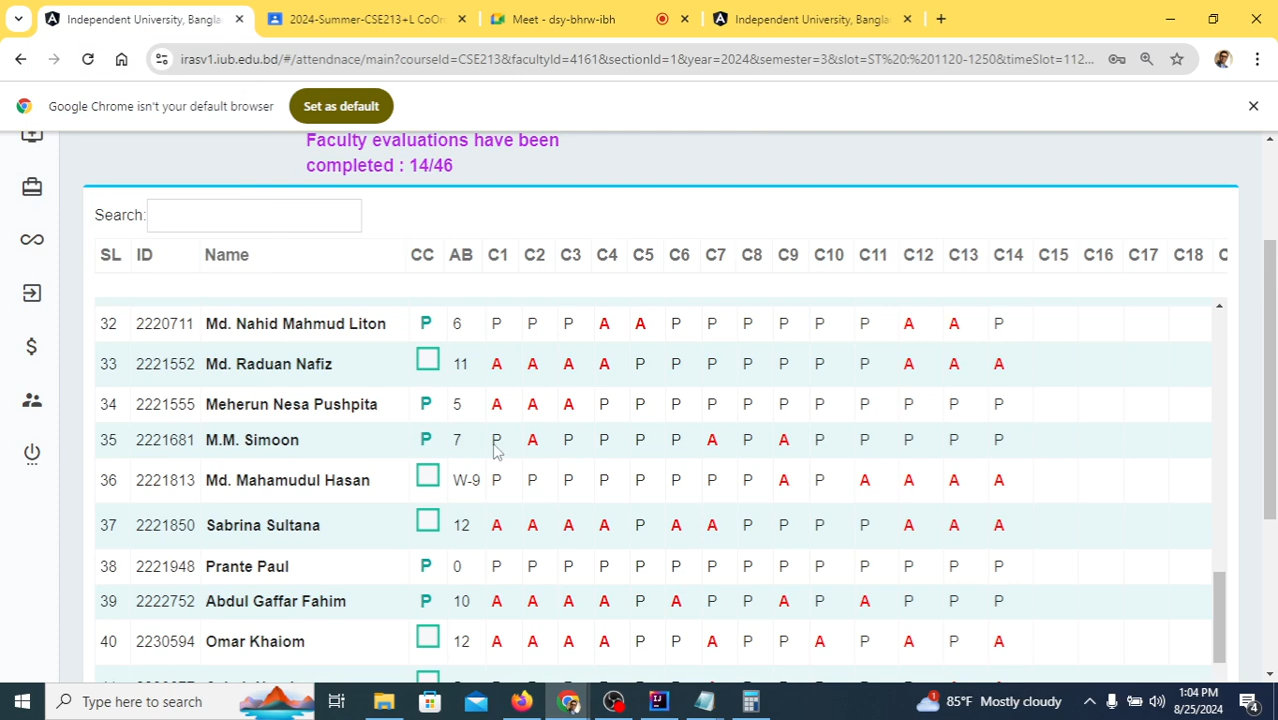 Independent University, Bangla
2024-Summer-CSE213+L CoOr
Meet - dsy-bhrw-ibh
Independent University, Bangla
irasv1.iub.edu.bd/#/attendnace/main?courseId=CSE213&facultyId=4161&sectionId=1&year=2024&semester=3&slot=ST%20:%201120-1250&timeSlot=112...
Google Chrome isn't your default browser
Set as default
Faculty evaluations have been
completed : 14/46
Search:
SL ID Name CC AB C1 C2 C3 C4 C5 C6 C7 C8 C9 C10 C11 C12 C13 C14 C15 C16 C17 C18 C
32 2220711 Md. Nahid Mahmud Liton P 6 P P P A A P P P P P P A A P
33 2221552 Md. Raduan Nafiz 11 A A A A P P P P P P P A A A
34 2221555 Meherun Nesa Pushpita P 5 A A A P P P P P P P P P P P
35 2221681 M.M. Simoon P 7 P A P P P P A P A P P P P P
36 2221813 Md. Mahamudul Hasan W-9 P P P P P P P P A P A A A A
37 2221850 Sabrina Sultana 12 A A A A P A A P P P P A A A
38 2221948 Prante Paul P 0 P P P P P P P P P P P P P P
39 2222752 Abdul Gaffar Fahim P 10 A A A A P A P P A P A P P P
40 2230594 Omar Khaiom 12 A A A A P P A P P A P A P A
Type here to search
85°F Mostly cloudy
1:04 PM
8/25/2024
4